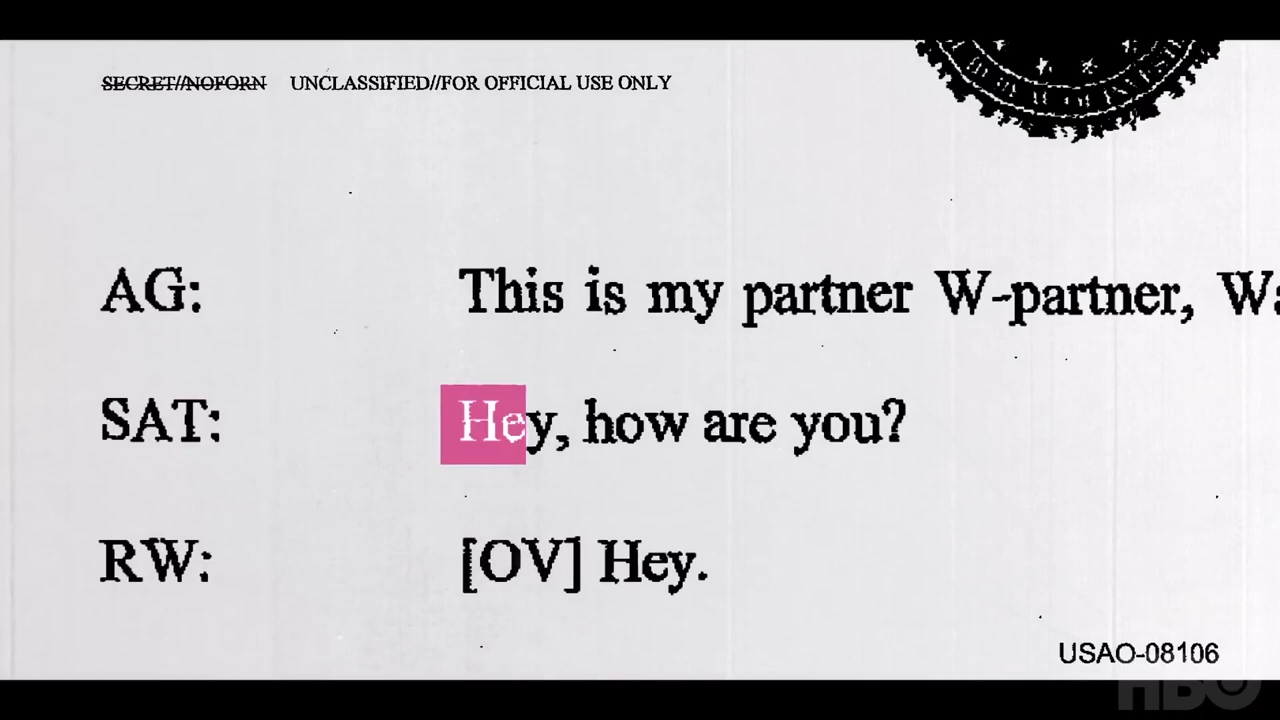 SECRET//NOFORN UNCLASSIFIED//FOR OFFICIAL USE ONLY
AG: This is my partner W-partner,
SAT: Hey, how are you?
RW: [OV] Hey.
USAO-08106
HBO